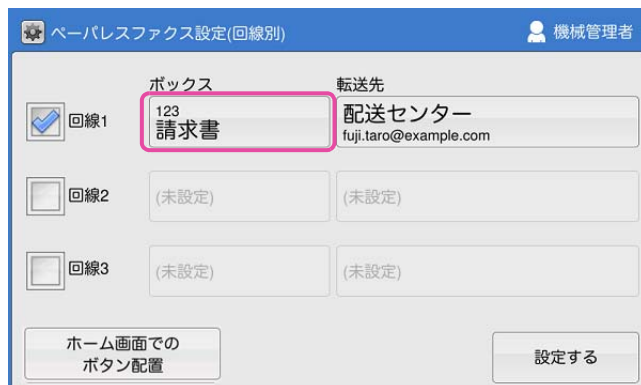 ペーパレスファクス設定(回線別)
機械管理者
ボックス
転送先
回線1
123
請求書
配送センター
fuji.taro@example.com
回線2
(未設定)
(未設定)
回線3
(未設定)
(未設定)
ホーム画面での
ボタン配置
設定する